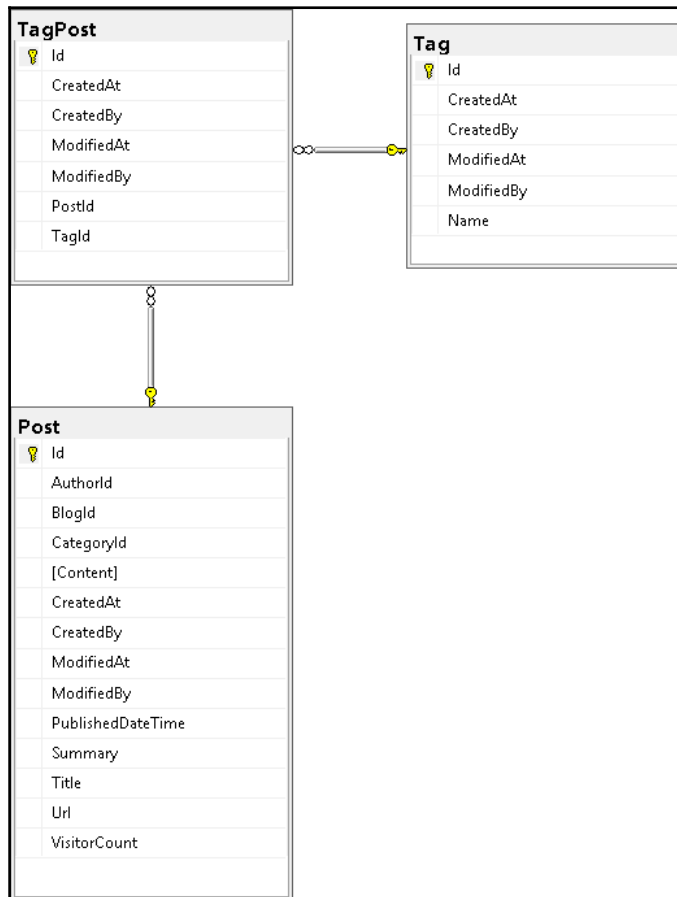 TagPost
Id
CreatedAt
CreatedBy
ModifiedAt
ModifiedBy
PostId
TagId
Tag
Id
CreatedAt
CreatedBy
ModifiedAt
ModifiedBy
Name
Post
Id
AuthorId
BlogId
CategoryId
[Content]
CreatedAt
CreatedBy
ModifiedAt
ModifiedBy
PublishedDateTime
Summary
Title
Url
VisitorCount